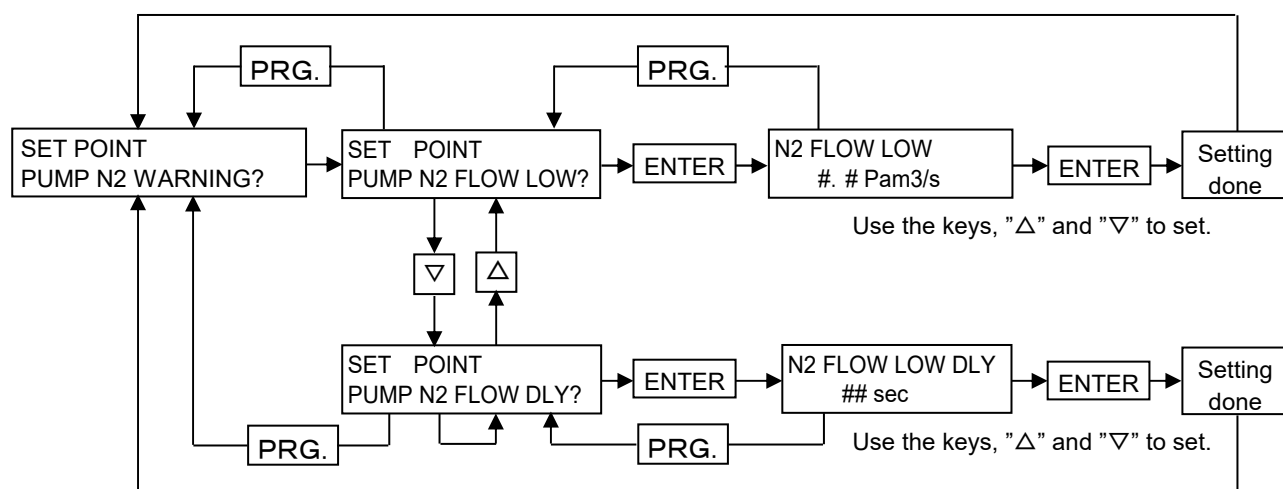 PRG.
PRG.
SET POINT
PUMP N2 WARNING?
SET POINT
PUMP N2 FLOW LOW?
ENTER
N2 FLOW LOW
#. # Pam3/s
ENTER
Setting
done
Use the keys, ”△” and ”▽” to set.
▽
△
SET POINT
PUMP N2 FLOW DLY?
ENTER
N2 FLOW LOW DLY
## sec
ENTER
Setting
done
PRG.
PRG.
Use the keys, ”△” and ”▽” to set.